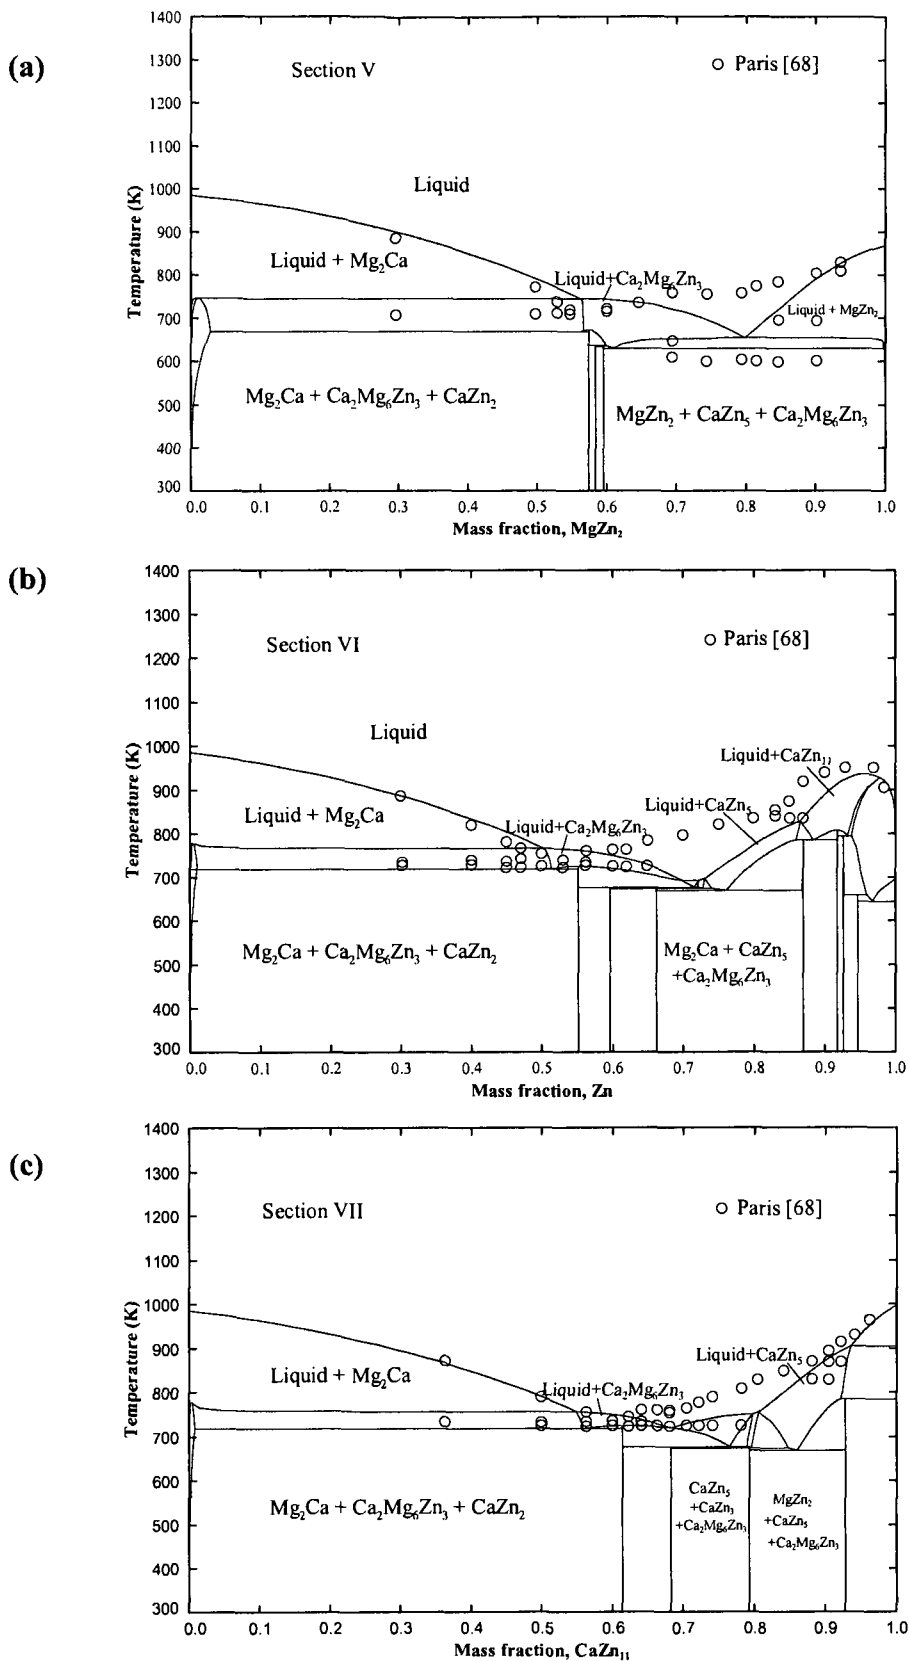 (a)
1400
1300
1200
1100
1000
900
800
700
600
500
400
300
Temperature (K)
Section V
Paris [68]
Liquid
Liquid + Mg₂Ca
Liquid+Ca₂Mg₆Zn₃
Liquid + MgZn₂
Mg₂Ca + Ca₂Mg₆Zn₃ + CaZn₂
MgZn₂ + CaZn₅ + Ca₂Mg₆Zn₃
0.0 0.1 0.2 0.3 0.4 0.5 0.6 0.7 0.8 0.9 1.0
Mass fraction, MgZn₂
(b)
1400
1300
1200
1100
1000
900
800
700
600
500
400
300
Temperature (K)
Section VI
Paris [68]
Liquid
Liquid+CaZn₁₁
Liquid + Mg₂Ca
Liquid+Ca₂Mg₆Zn₃
Liquid+CaZn₅
Mg₂Ca + Ca₂Mg₆Zn₃ + CaZn₂
Mg₂Ca + CaZn₅
+Ca₂Mg₆Zn₃
0.0 0.1 0.2 0.3 0.4 0.5 0.6 0.7 0.8 0.9 1.0
Mass fraction, Zn
(c)
1400
1300
1200
1100
1000
900
800
700
600
500
400
300
Temperature (K)
Section VII
Paris [68]
Liquid + Mg₂Ca
Liquid+Ca₂Mg₆Zn₃
Liquid+CaZn₅
Mg₂Ca + Ca₂Mg₆Zn₃ + CaZn₂
CaZn₅
+CaZn₃
+Ca₂Mg₆Zn₃
MgZn₂
+CaZn₅
+Ca₂Mg₆Zn₃
0.0 0.1 0.2 0.3 0.4 0.5 0.6 0.7 0.8 0.9 1.0
Mass fraction, CaZn₁₁